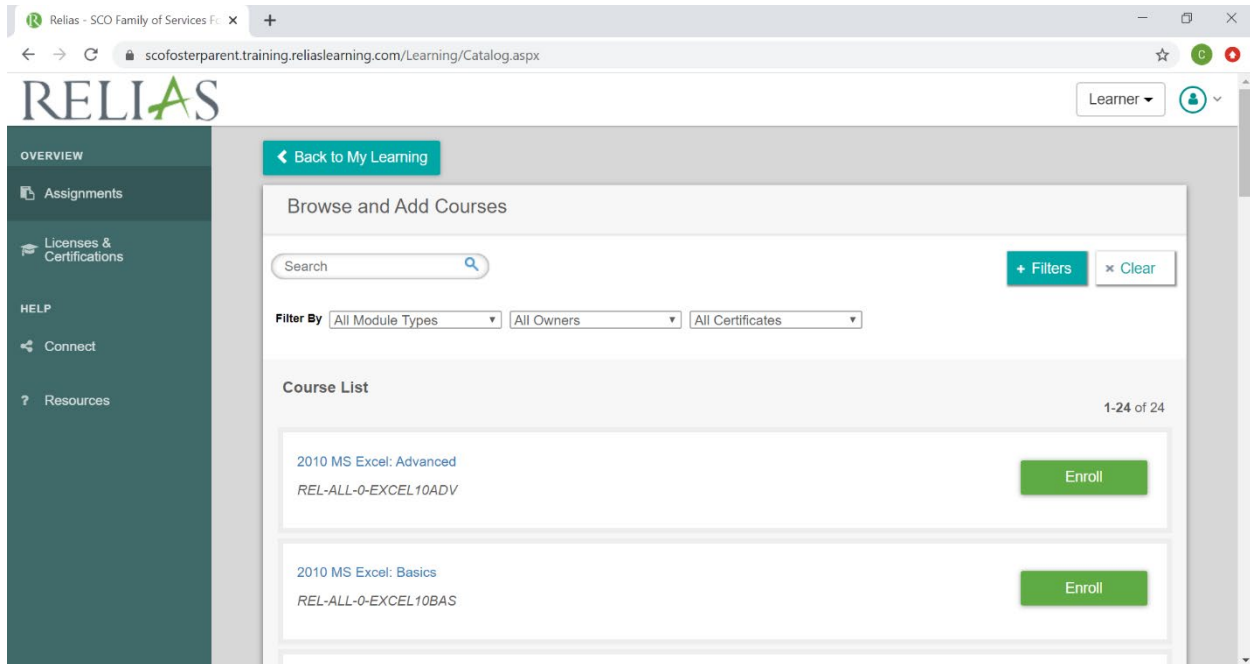 Relias - SCO Family of Services Fo
scofosterparent.training.reliaslearning.com/Learning/Catalog.aspx
C
RELIAS
Learner
OVERVIEW
Assignments
Licenses &
Certifications
HELP
Connect
? Resources
Back to My Learning
Browse and Add Courses
Search
+ Filters
× Clear
Filter By All Module Types All Owners All Certificates
Course List
1-24 of 24
2010 MS Excel: Advanced
REL-ALL-0-EXCEL10ADV
Enroll
2010 MS Excel: Basics
REL-ALL-0-EXCEL10BAS
Enroll